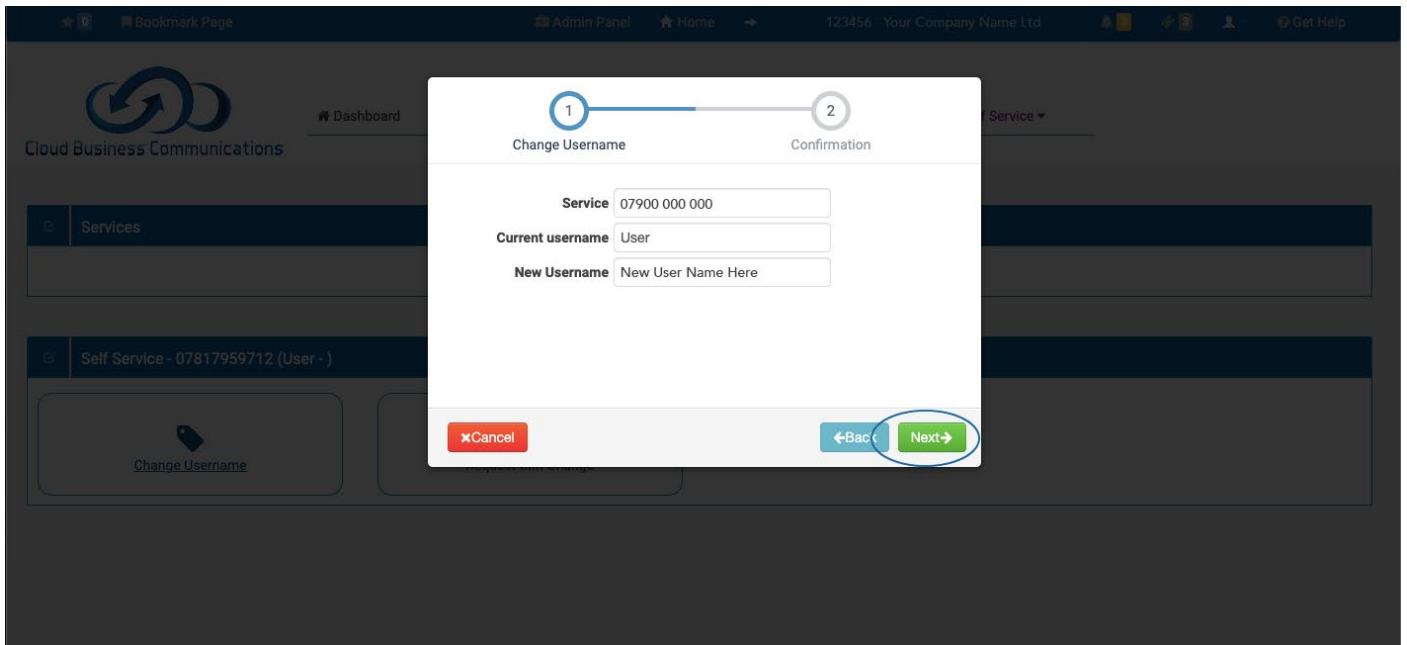 0 Bookmark Page Admin Panel Home 123456 Your Company Name Ltd 3 Get Help
Cloud Business Communications
Dashboard
Service
1
2
Change Username
Confirmation
Service 07900 000 000
Current username User
New Username New User Name Here
Cancel
Back
Next
Services
Self Service - 07817959712 (User - )
Change Username